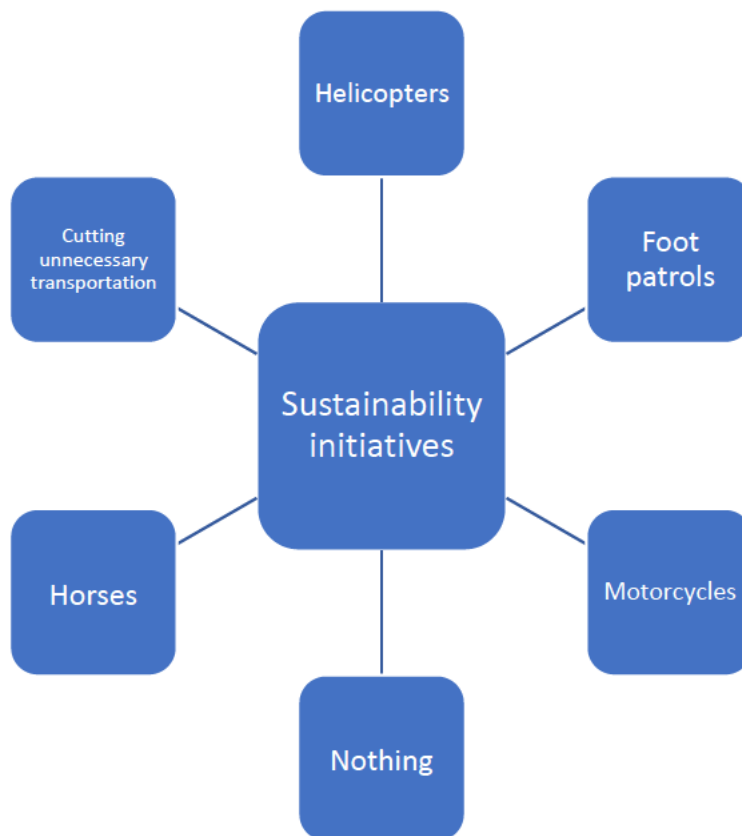 Helicopters
Cutting
unnecessary
transportation
Foot
patrols
Sustainability
initiatives
Horses
Motorcycles
Nothing